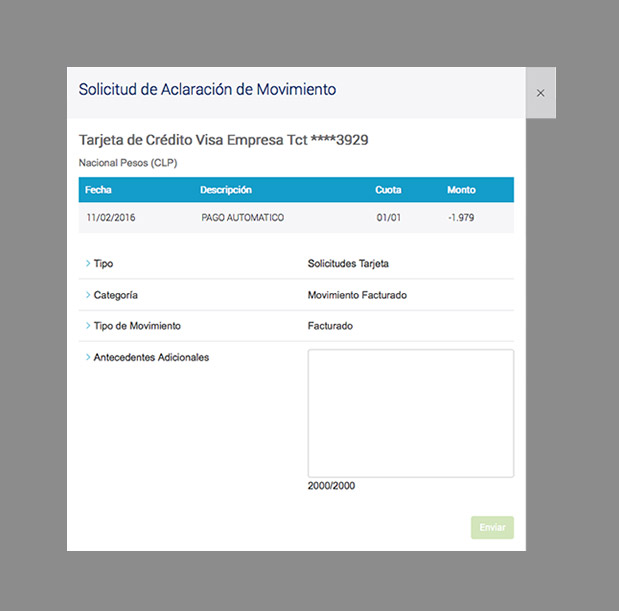 Solicitud de Aclaración de Movimiento
×
Tarjeta de Crédito Visa Empresa Tct ****3929
Nacional Pesos (CLP)
Fecha Descripción Cuota Monto
11/02/2016 PAGO AUTOMATICO 01/01 -1.979
> Tipo Solicitudes Tarjeta
> Categoría Movimiento Facturado
> Tipo de Movimiento Facturado
> Antecedentes Adicionales
2000/2000
Enviar